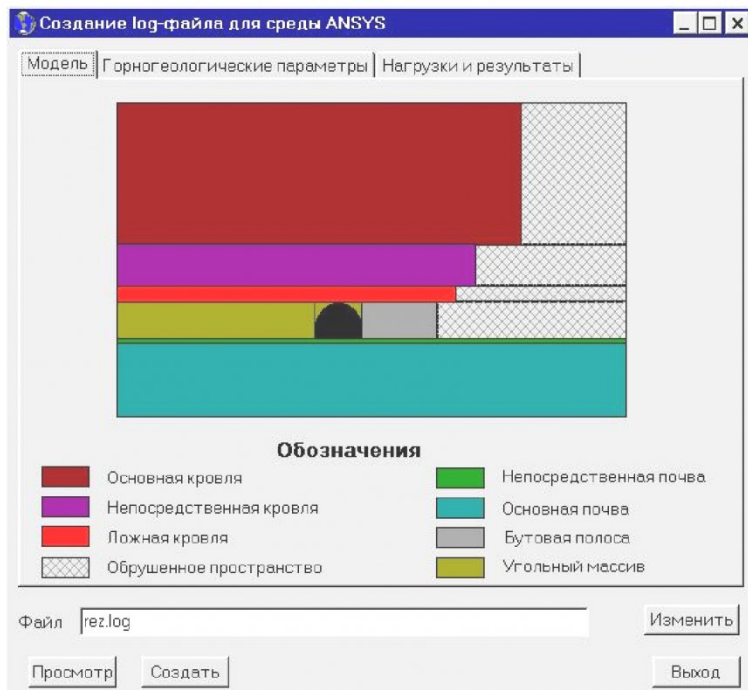 Создание log-файла для среды ANSYS
Модель Горногеологические параметры Нагрузки и результаты
Обозначения
Основная кровля Непосредственная почва
Непосредственная кровля Основная почва
Ложная кровля Бутовая полоса
Обрушенное пространство Угольный массив
Файл rez.log Изменить
Просмотр Создать Выход